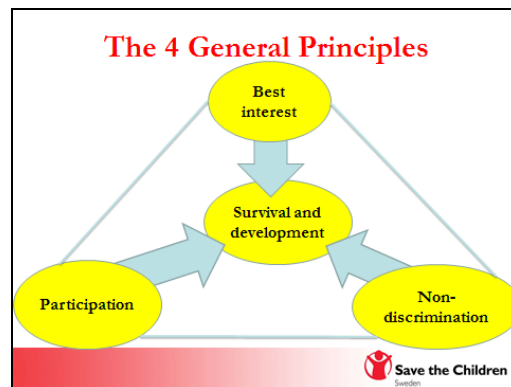 The 4 General Principles
Best
interest
Survival and
development
Participation
Non-
discrimination
Save the Children
Sweden